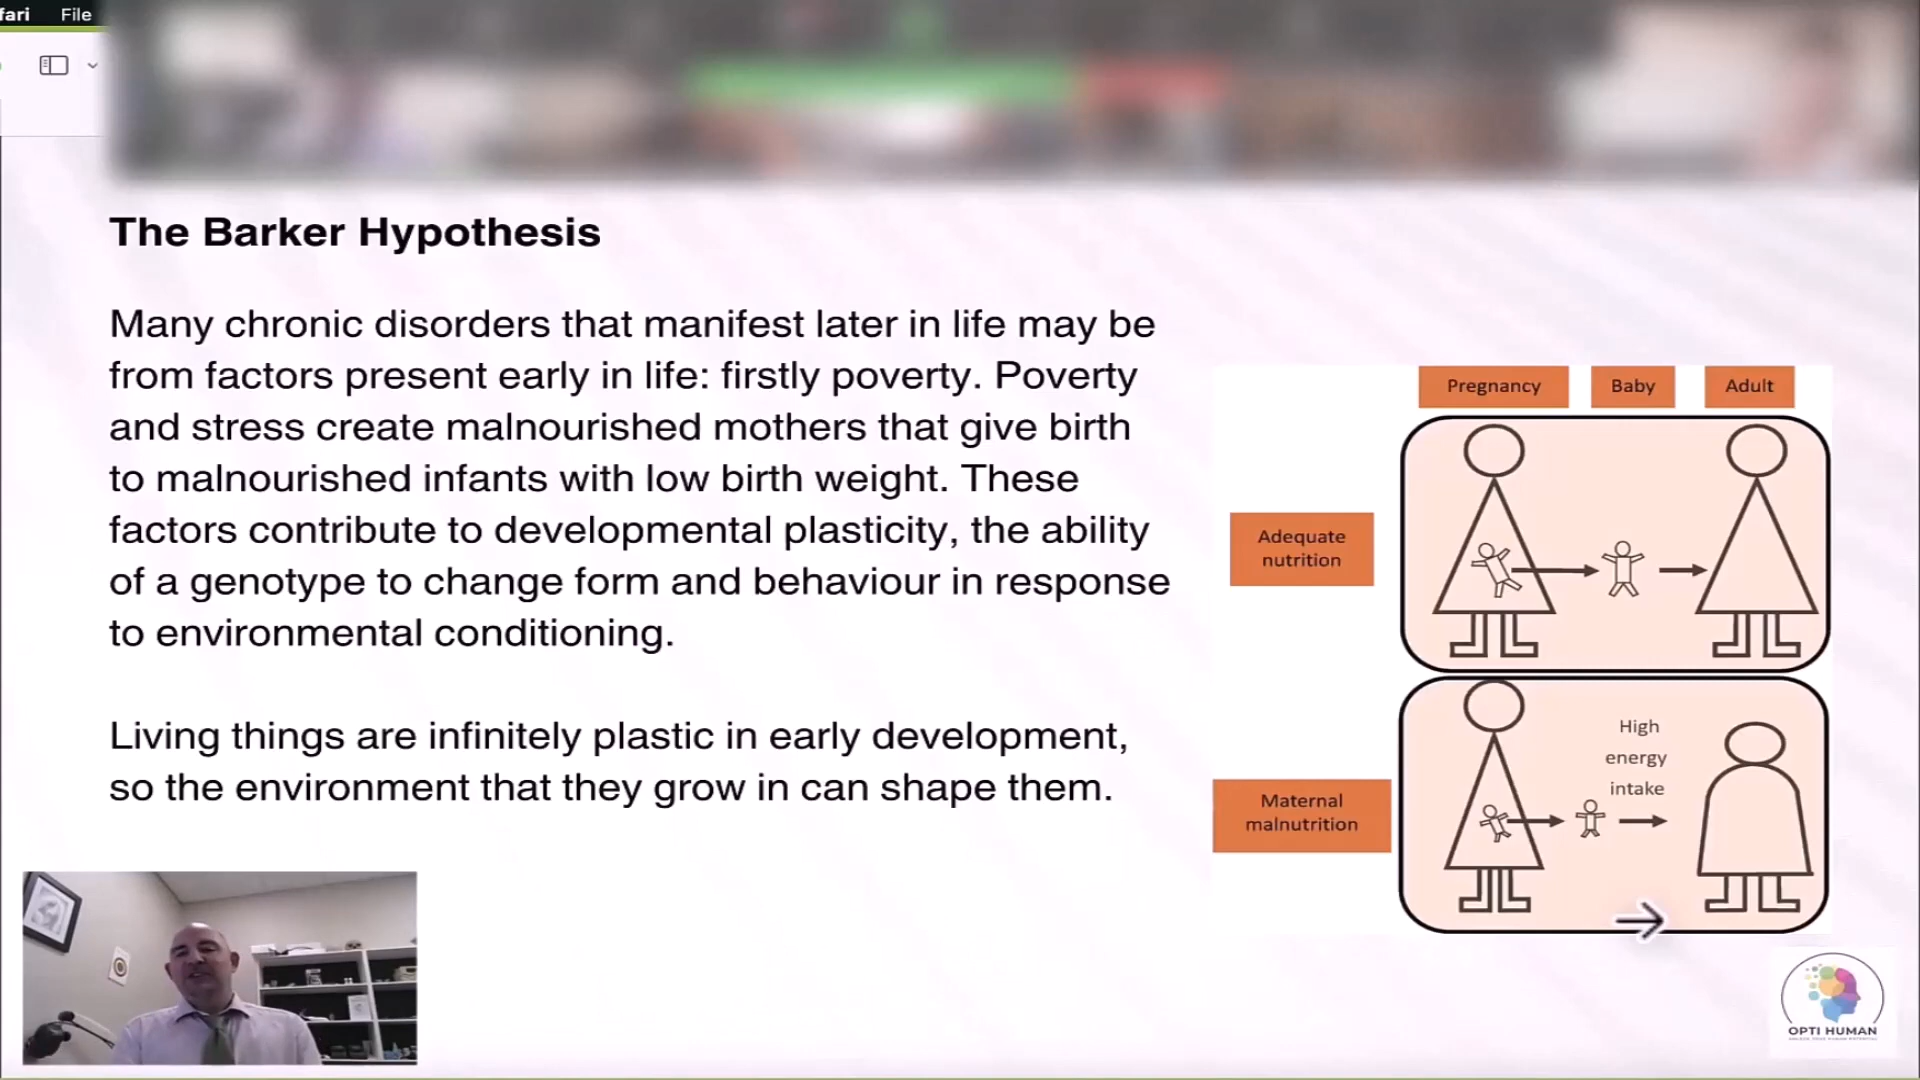 fari File
The Barker Hypothesis
Many chronic disorders that manifest later in life may be
from factors present early in life: firstly poverty. Poverty
and stress create malnourished mothers that give birth
to malnourished infants with low birth weight. These
factors contribute to developmental plasticity, the ability
of a genotype to change form and behaviour in response
to environmental conditioning.
Living things are infinitely plastic in early development,
so the environment that they grow in can shape them.
Pregnancy Baby Adult
Adequate
nutrition
High
energy
intake
Maternal
malnutrition
OPTI HUMAN